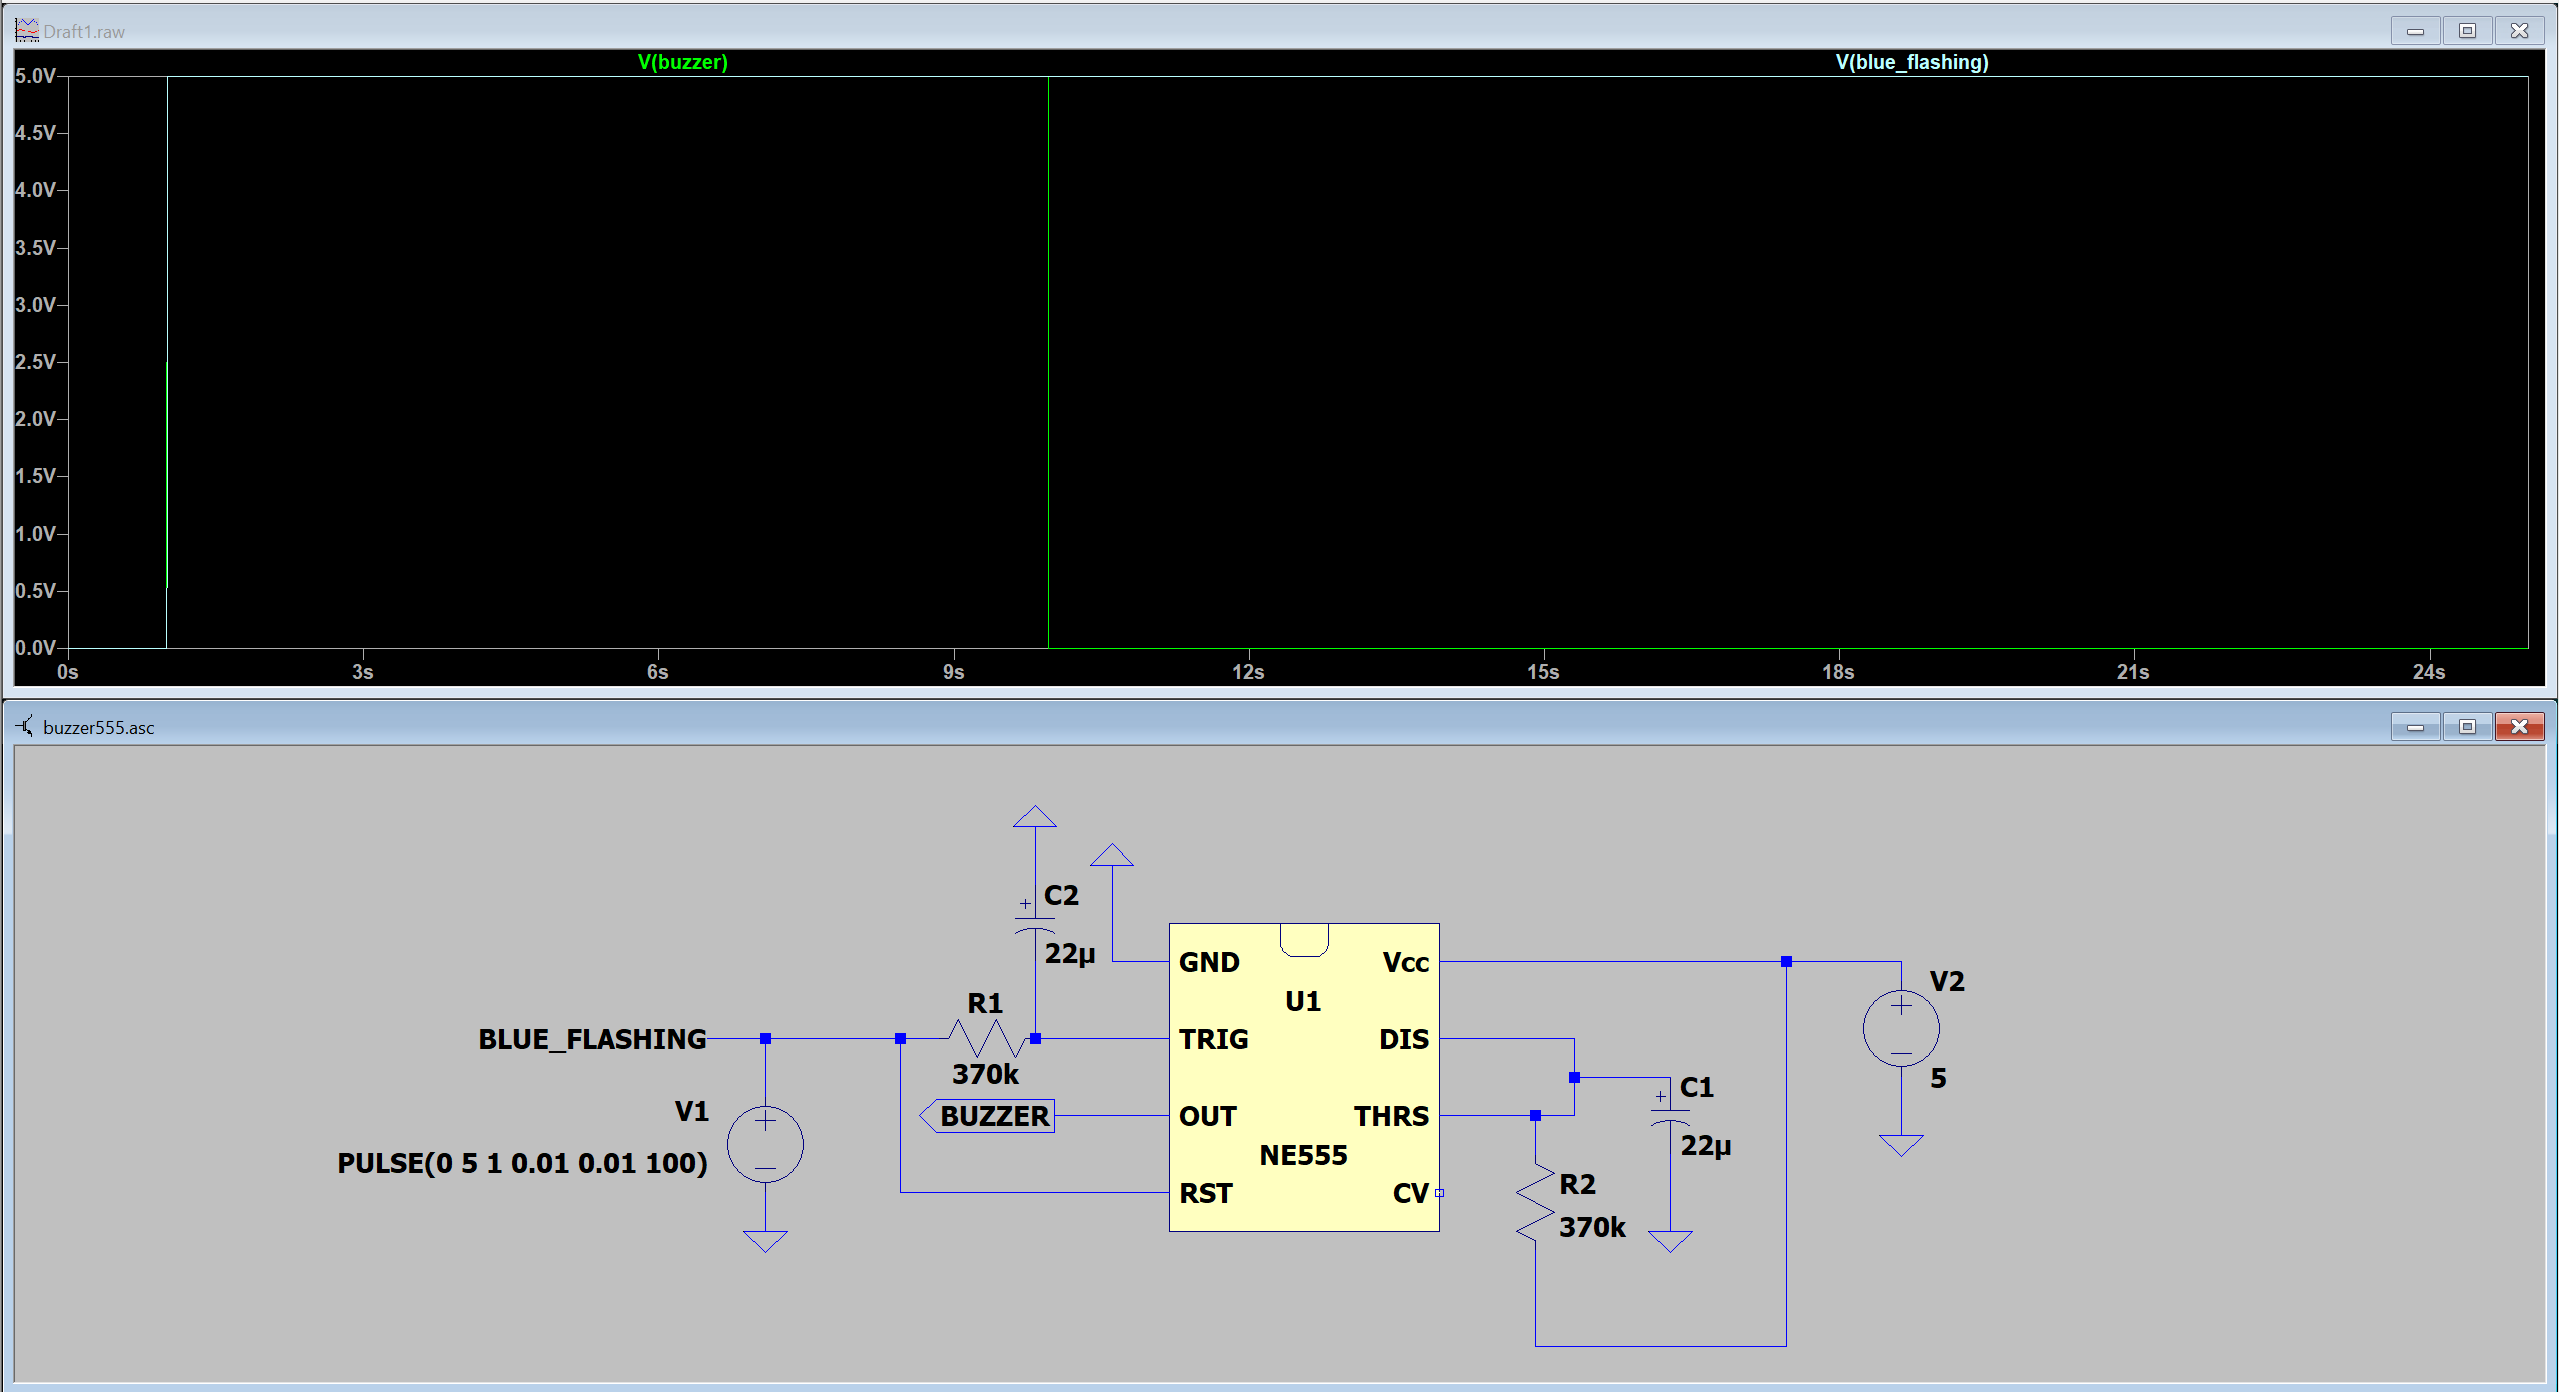 Draft1.raw
V(buzzer)
V(blue_flashing)
5.0V
4.5V
4.0V
3.5V
3.0V
2.5V
2.0V
1.5V
1.0V
0.5V
0.0V
0s 3s 6s 9s 12s 15s 18s 21s 24s
buzzer555.asc
+ C2
22µ
GND Vcc
U1
V2
+
R1
BLUE_FLASHING
TRIG DIS
370k
5
V1
+
BUZZER
OUT THRS
+ C1
22µ
PULSE(0 5 1 0.01 0.01 100)
NE555
RST CV
R2
370k